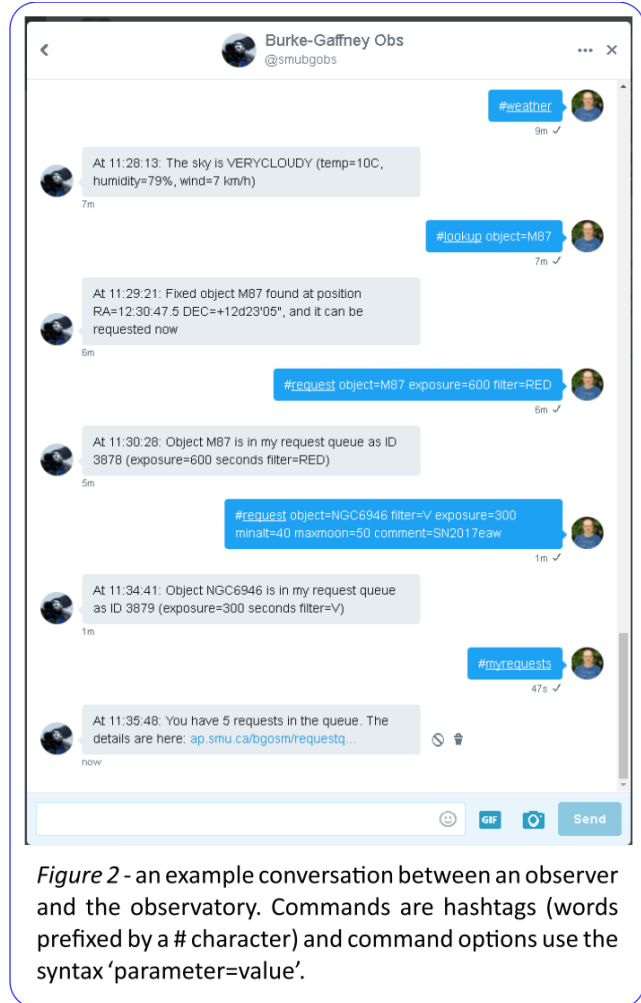 Burke-Gaffney Obs
@smubgobs
#weather
9m ✓
At 11:28:13: The sky is VERYCLOUDY (temp=10C,
humidity=79%, wind=7 km/h)
7m
#lookup object=M87
7m ✓
At 11:29:21: Fixed object M87 found at position
RA=12:30:47.5 DEC=+12d23'05", and it can be
requested now
6m
#request object=M87 exposure=600 filter=RED
6m ✓
At 11:30:28: Object M87 is in my request queue as ID
3878 (exposure=600 seconds filter=RED)
5m
#request object=NGC6946 filter=V exposure=300
minalt=40 maxmoon=50 comment=SN2017eaw
1m ✓
At 11:34:41: Object NGC6946 is in my request queue
as ID 3879 (exposure=300 seconds filter=V)
1m
#myrequests
47s ✓
At 11:35:48: You have 5 requests in the queue. The
details are here: ap.smu.ca/bgosm/requestq...
now
GIF
Send
Figure 2 - an example conversation between an observer
and the observatory. Commands are hashtags (words
prefixed by a # character) and command options use the
syntax ‘parameter=value’.